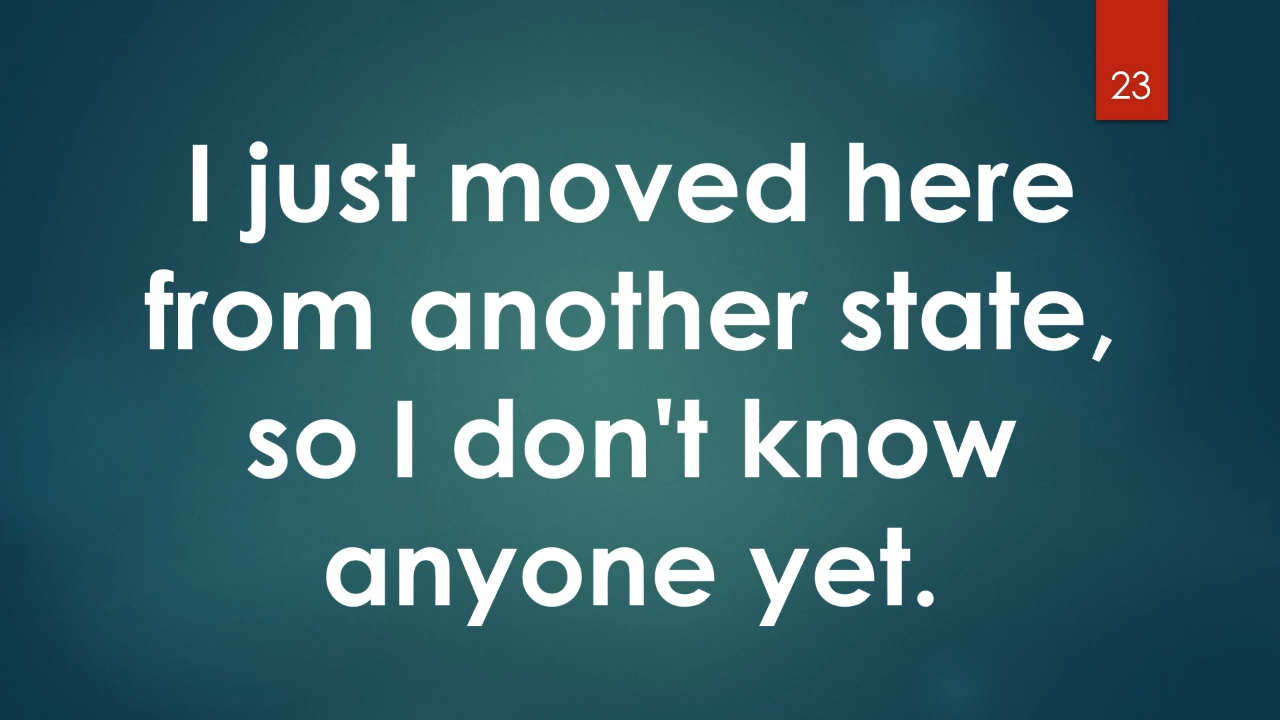 23
I just moved here
from another state,
so I don't know
anyone yet.